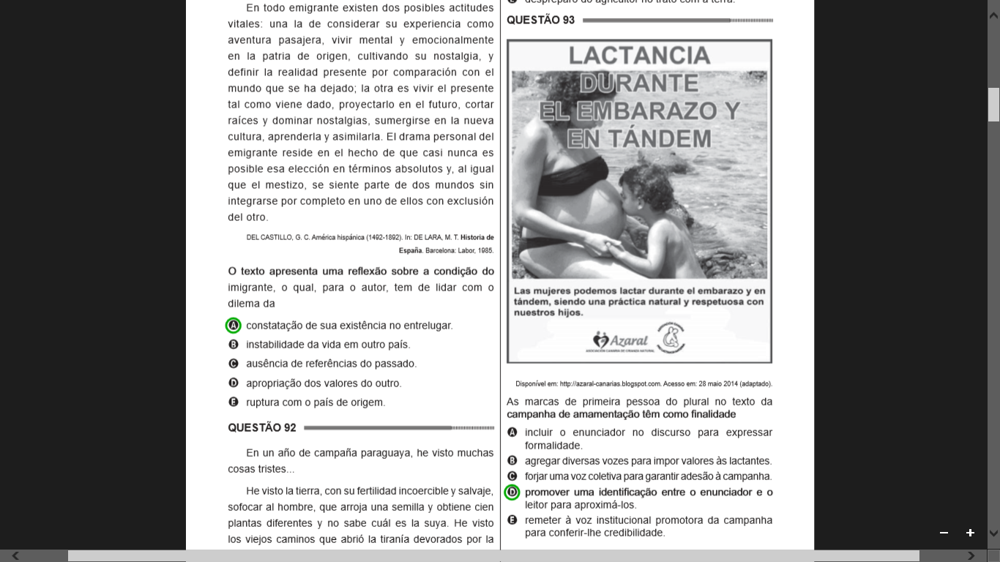 En todo emigrante existen dos posibles actitudes
vitales: una la de considerar su experiencia como
aventura pasajera, vivir mental y emocionalmente
en la patria de origen, cultivando su nostalgia, y
definir la realidad presente por comparación con el
mundo que se ha dejado; la otra es vivir el presente
tal como viene dado, proyectarlo en el futuro, cortar
raíces y dominar nostalgias, sumergirse en la nueva
cultura, aprenderla y asimilarla. El drama personal del
emigrante reside en el hecho de que casi nunca es
posible esa elección en términos absolutos y, al igual
que el mestizo, se siente parte de dos mundos sin
integrarse por completo en uno de ellos con exclusión
del otro.
DEL CASTILLO, G. C. América hispánica (1492-1892). In: DE LARA, M. T. Historia de
España. Barcelona: Labor, 1985.
O texto apresenta uma reflexão sobre a condição do
imigrante, o qual, para o autor, tem de lidar com o
dilema da
A constatação de sua existência no entrelugar.
B instabilidade da vida em outro país.
C ausência de referências do passado.
D apropriação dos valores do outro.
E ruptura com o país de origem.
QUESTÃO 92
En un año de campaña paraguaya, he visto muchas
cosas tristes...
He visto la tierra, con su fertilidad incoercible y salvaje,
sofocar al hombre, que arroja una semilla y obtiene cien
plantas diferentes y no sabe cuál es la suya. He visto
los viejos caminos que abrió la tiranía devorados por la
E despreparo do agricultor no trato com a terra.
QUESTÃO 93
LACTANCIA
DURANTE
EL EMBARAZO Y
EN TÁNDEM
Las mujeres podemos lactar durante el embarazo y en
tándem, siendo una práctica natural y respetuosa con
nuestros hijos.
Azaral
ASOCIACIÓN CANARIA DE CRIANZA NATURAL
Disponível em: http://azaral-canarias.blogspot.com. Acesso em: 28 maio 2014 (adaptado).
As marcas de primeira pessoa do plural no texto da
campanha de amamentação têm como finalidade
A incluir o enunciador no discurso para expressar
formalidade.
B agregar diversas vozes para impor valores às lactantes.
C forjar uma voz coletiva para garantir adesão à campanha.
D promover uma identificação entre o enunciador e o
leitor para aproximá-los.
E remeter à voz institucional promotora da campanha
para conferir-lhe credibilidade.